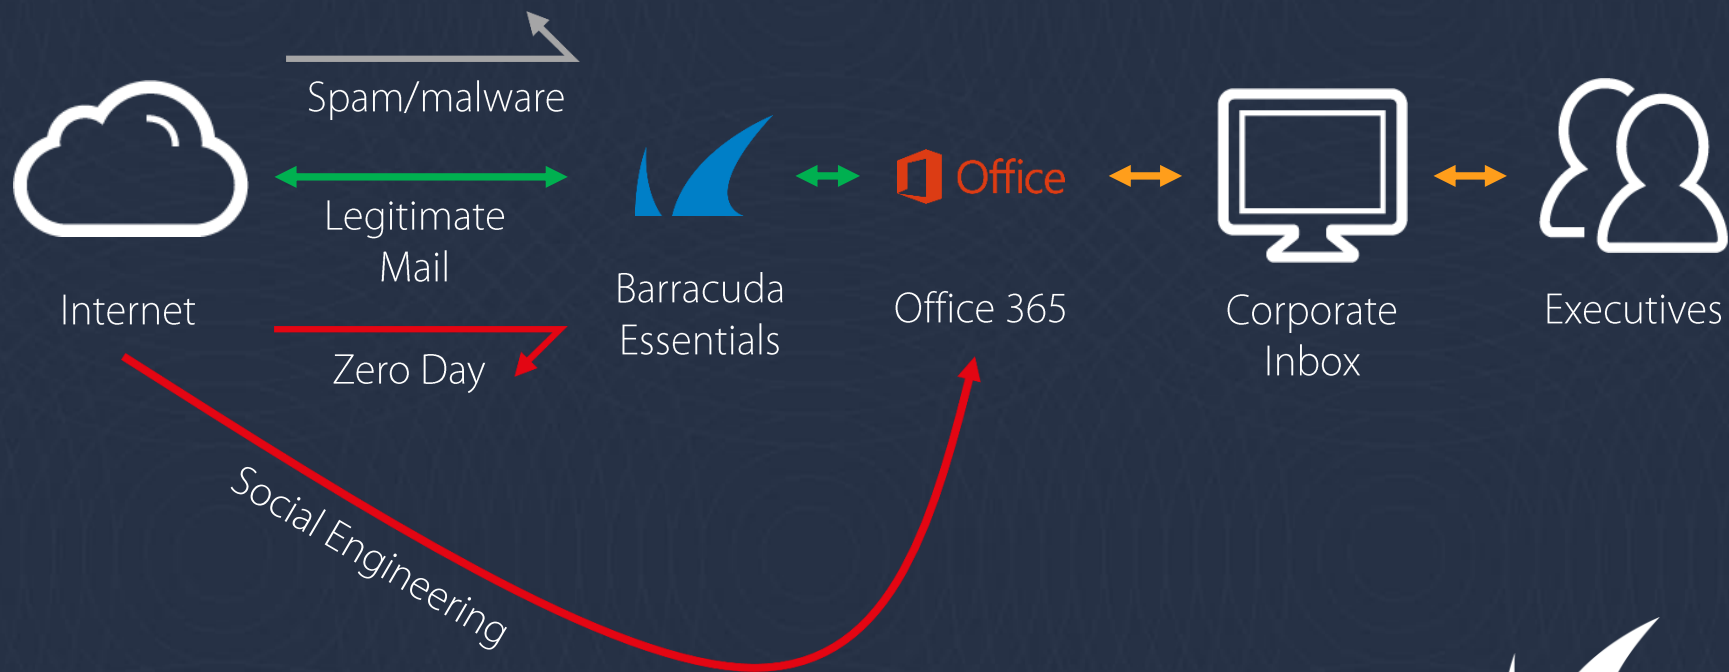 Spam/malware
Legitimate
Mail
Internet
Zero Day
Social Engineering
Barracuda
Essentials
Office
Office 365
Corporate
Inbox
Executives